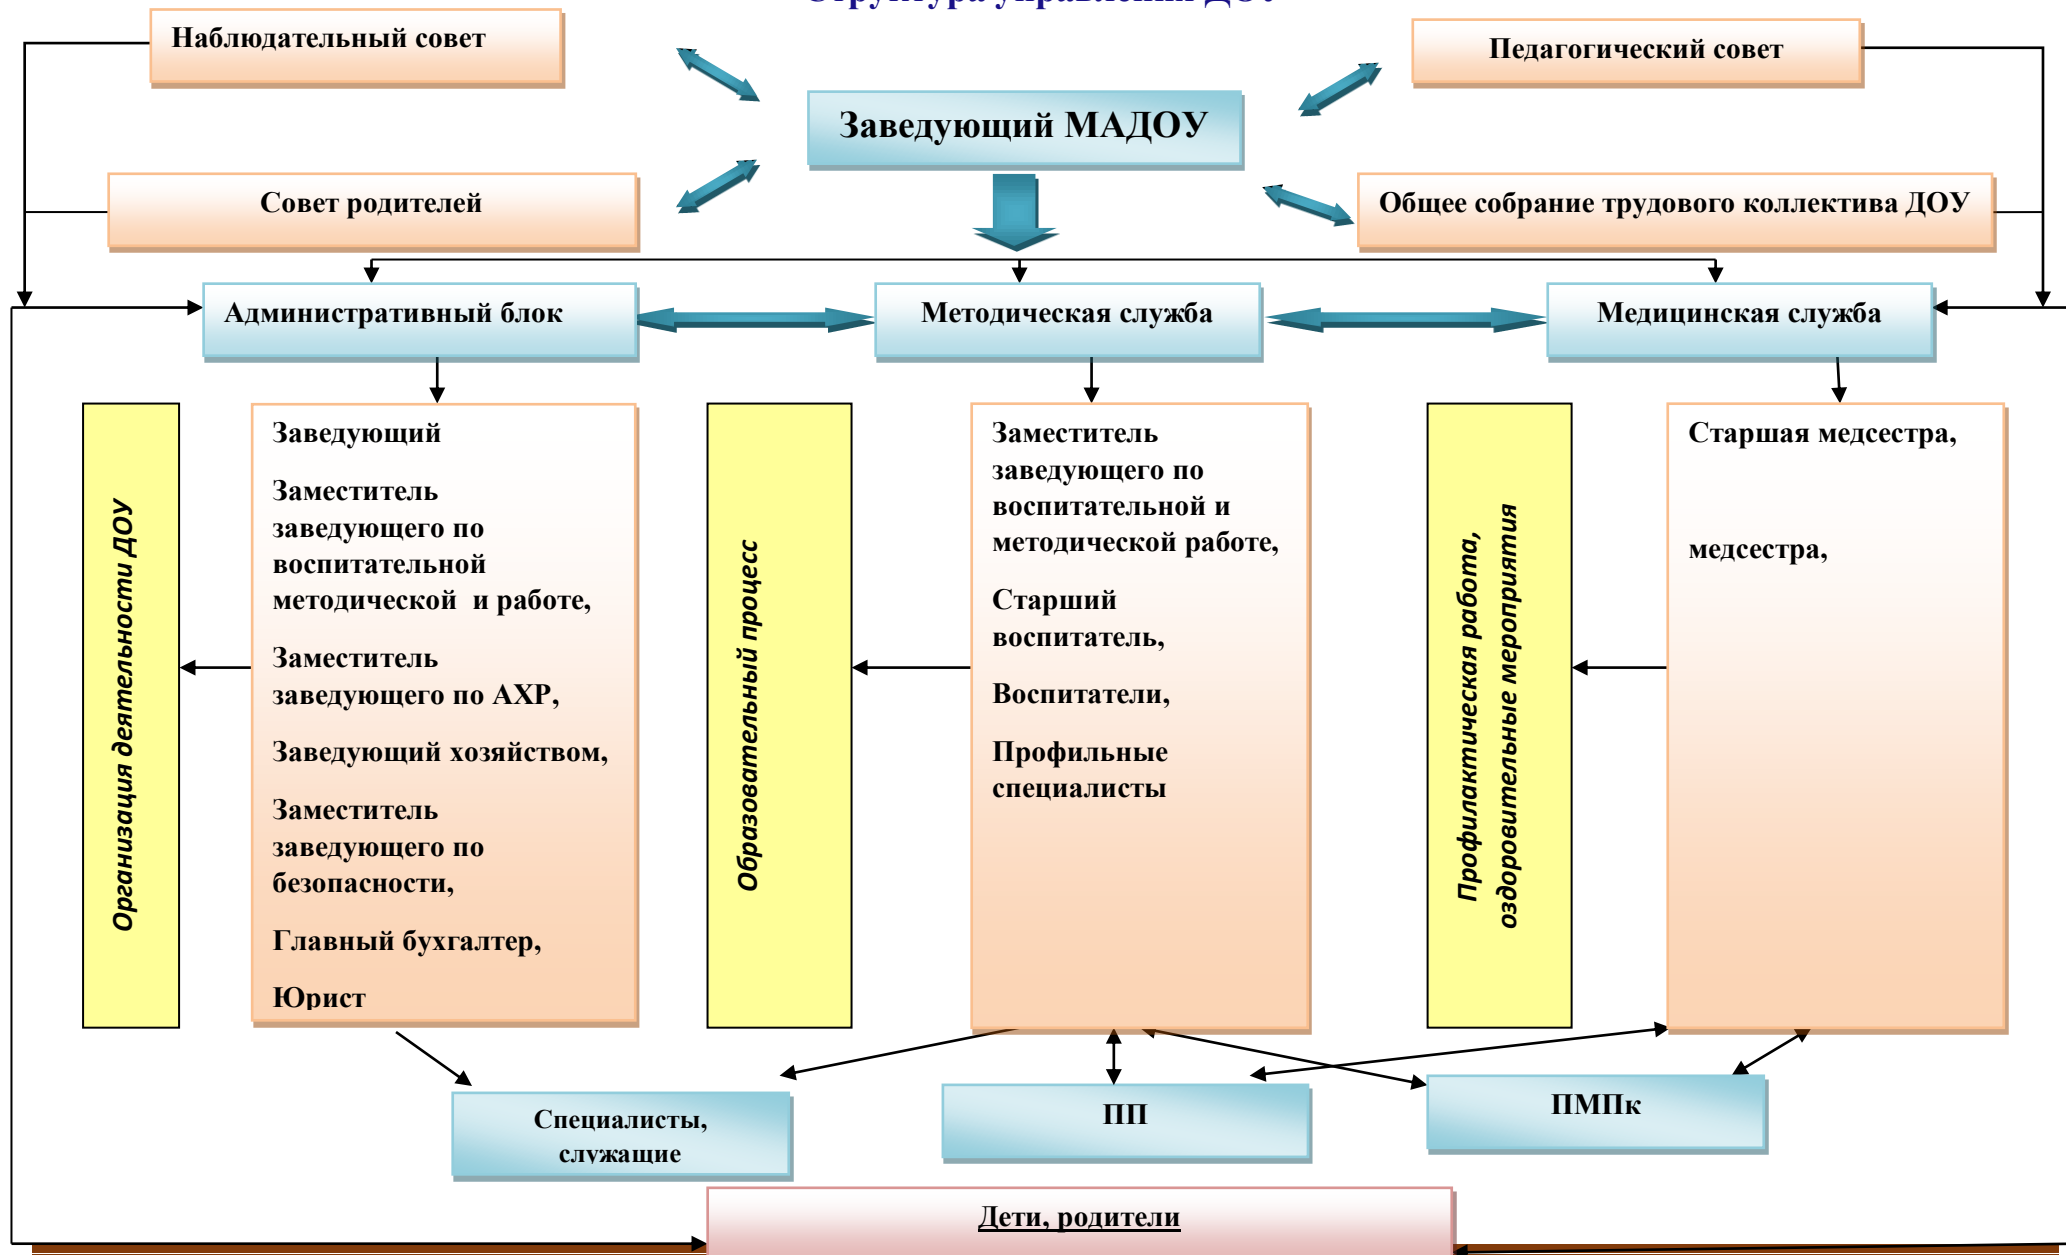 Структура управления ДОУ
Наблюдательный совет
Педагогический совет
Заведующий МАДОУ
Совет родителей
Общее собрание трудового коллектива ДОУ
Административный блок
Методическая служба
Медицинская служба
Организация деятельности ДОУ
Заведующий
Заместитель
заведующего по
воспитательной
методической и работе,
Заместитель
заведующего по АХР,
Заведующий хозяйством,
Заместитель
заведующего по
безопасности,
Главный бухгалтер,
Юрист
Образовательный процесс
Заместитель
заведующего по
воспитательной и
методической работе,
Старший
воспитатель,
Воспитатели,
Профильные
специалисты
Профилактическая работа,
оздоровительные мероприятия
Старшая медсестра,
медсестра,
Специалисты,
служащие
ПП
ПМПк
Дети, родители